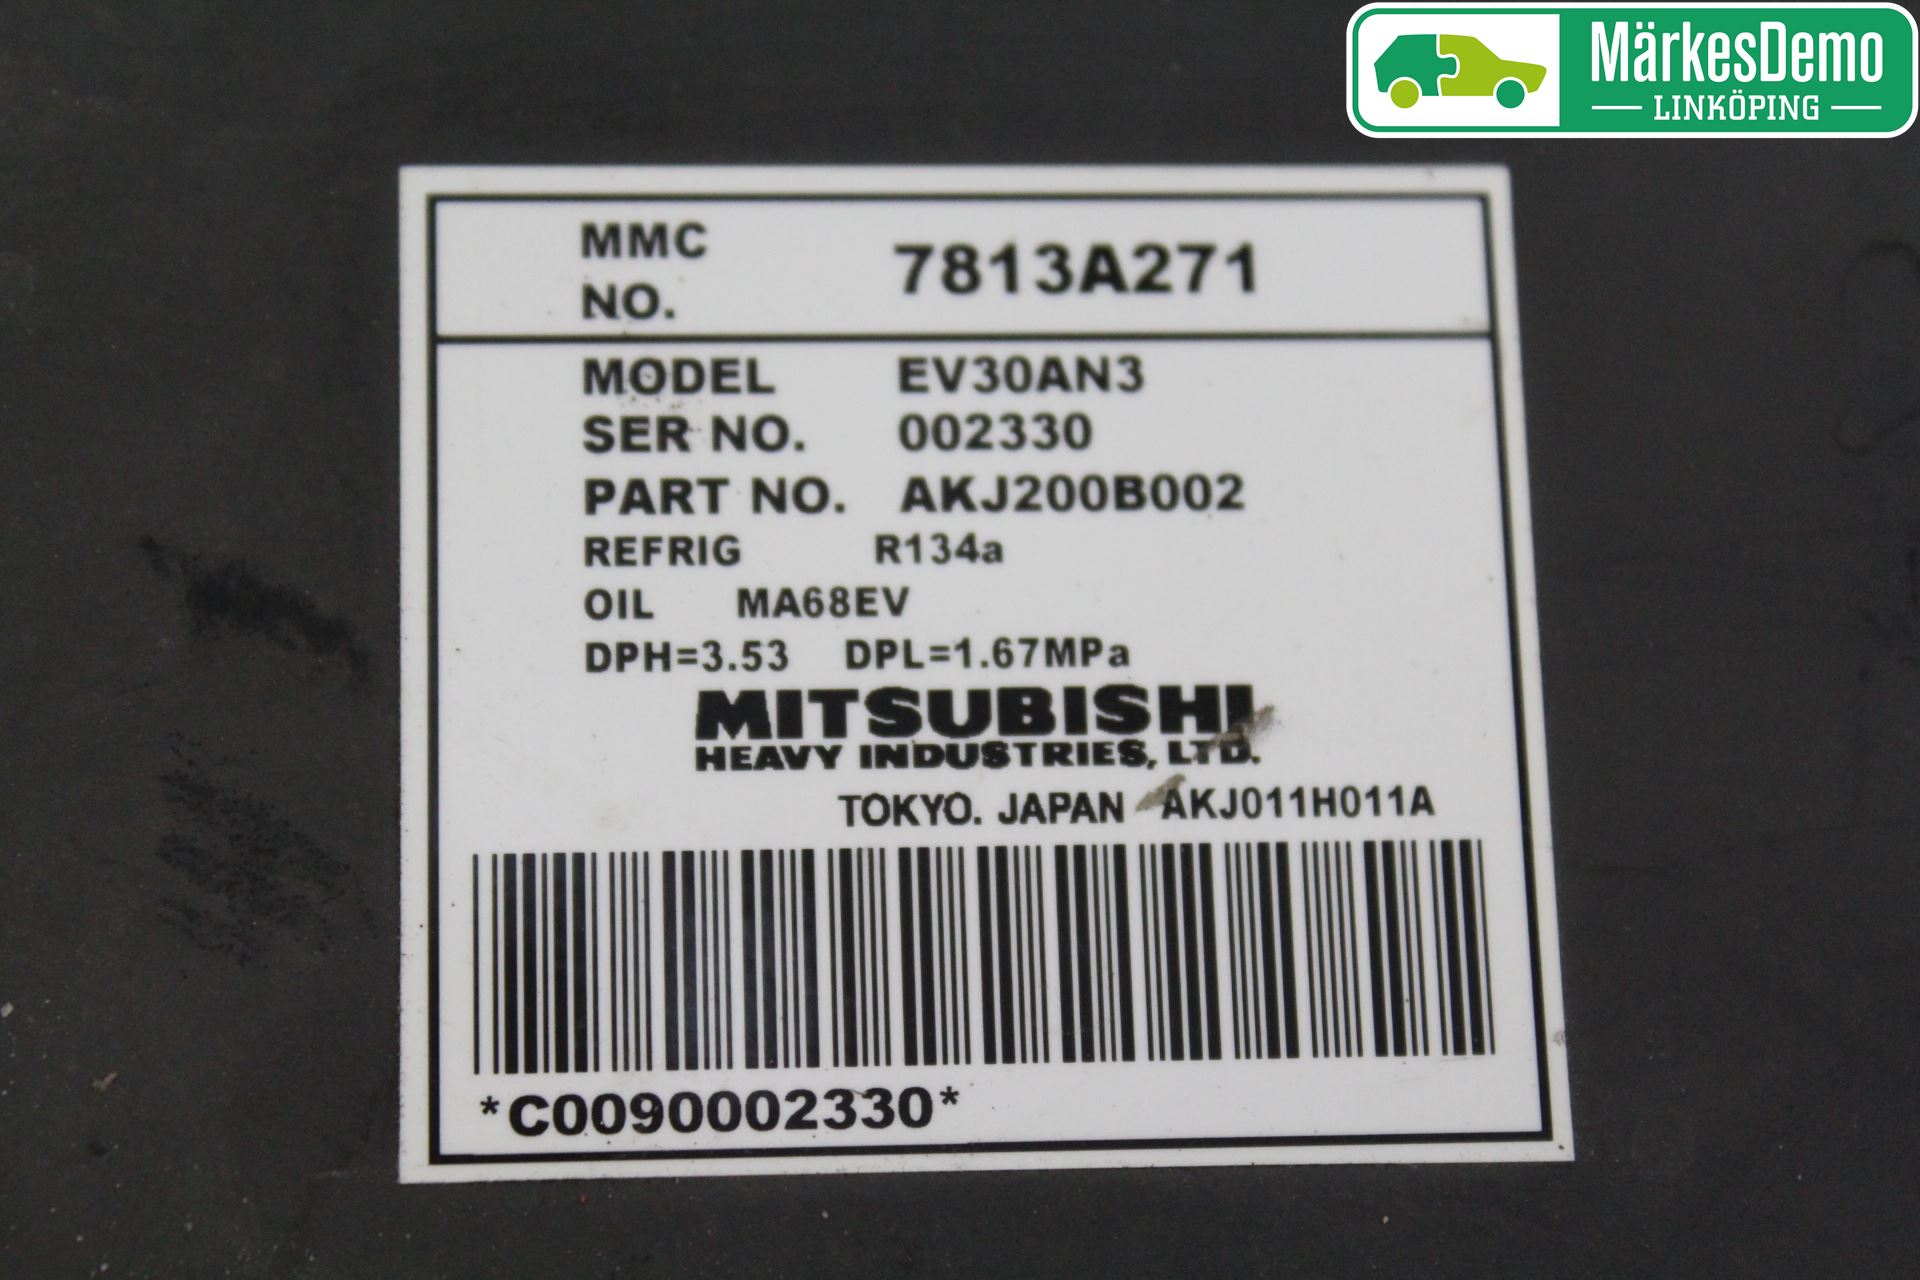 MärkesDemo
LINKÖPING
MMC
NO. 7813A271
MODEL EV30AN3
SER NO. 002330
PART NO. AKJ200B002
REFRIG R134a
OIL MA68EV
DPH=3.53 DPL=1.67MPa
MITSUBISHI
HEAVY INDUSTRIES, LTD.
TOKYO. JAPAN AKJ011H011A
*C0090002330*